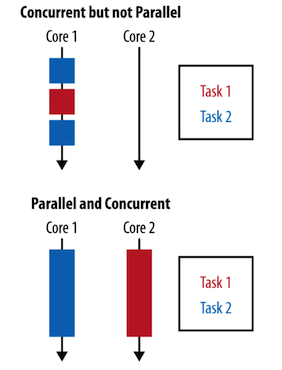 Concurrent but not Parallel
Core 1 Core 2
Task 1
Task 2
Parallel and Concurrent
Core 1 Core 2
Task 1
Task 2